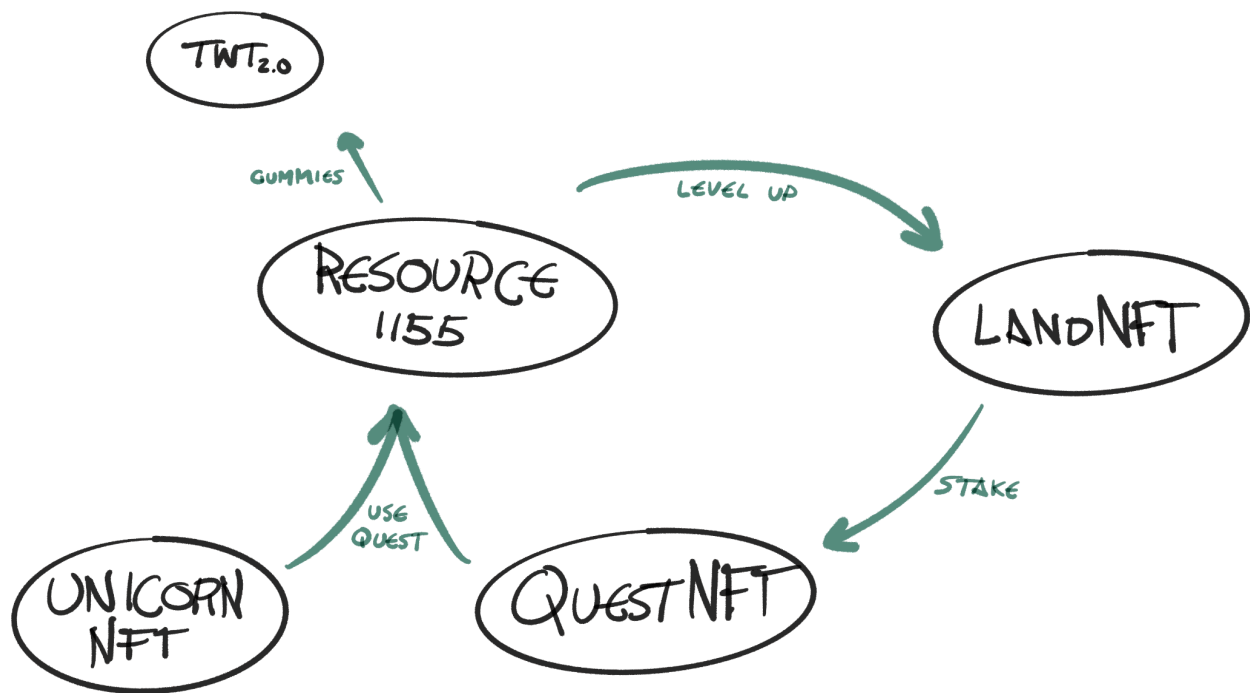 TWT2.0
GUMMIES
LEVEL UP
RESOURCE
1155
LANDNFT
STAKE
USE
QUEST
UNICORN
NFT
QUESTNFT